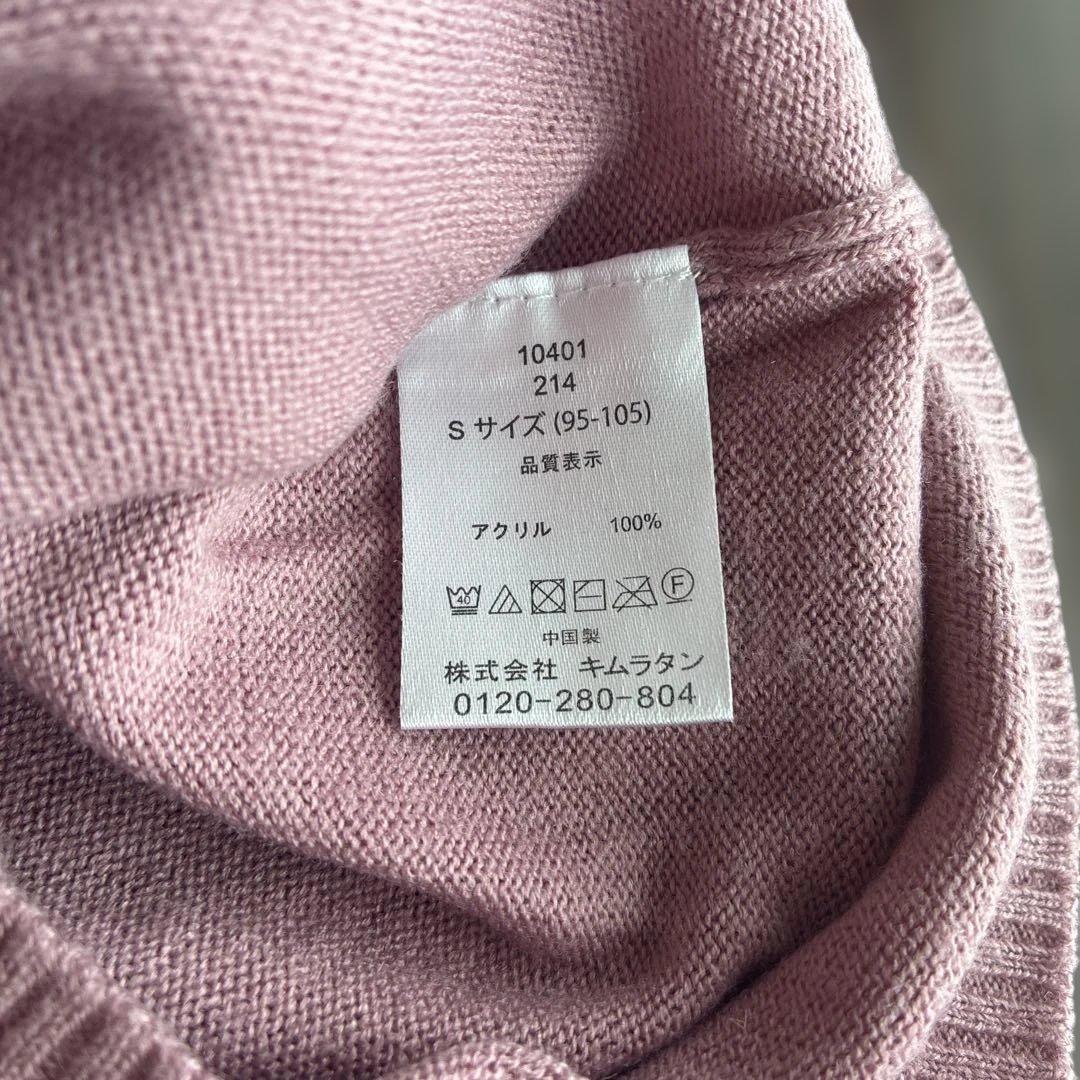 10401
214
S サイズ (95-105)
品質表示
アクリル 100%
40 F
中国製
株式会社 キムラタン
0120-280-804